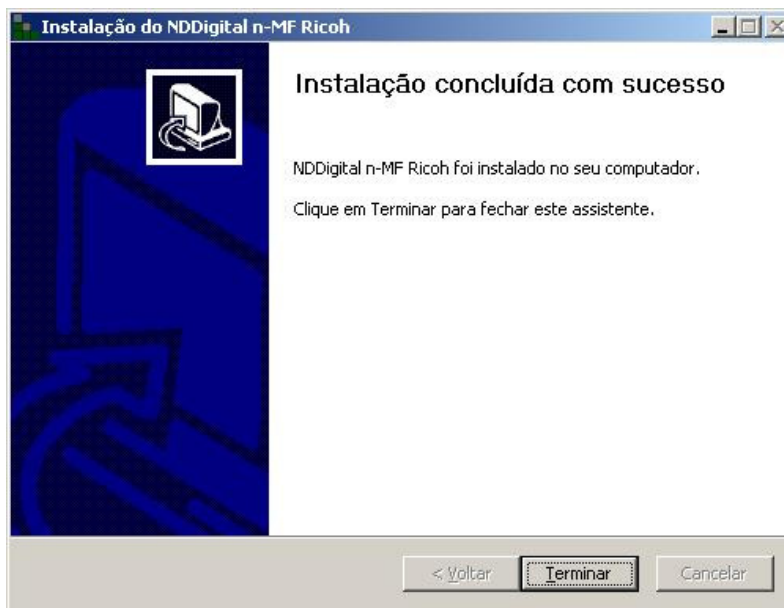 Instalação do NDDigital n-MF Ricoh
Instalação concluída com sucesso
NDDigital n-MF Ricoh foi instalado no seu computador.
Clique em Terminar para fechar este assistente.
< Voltar
Terminar
Cancelar